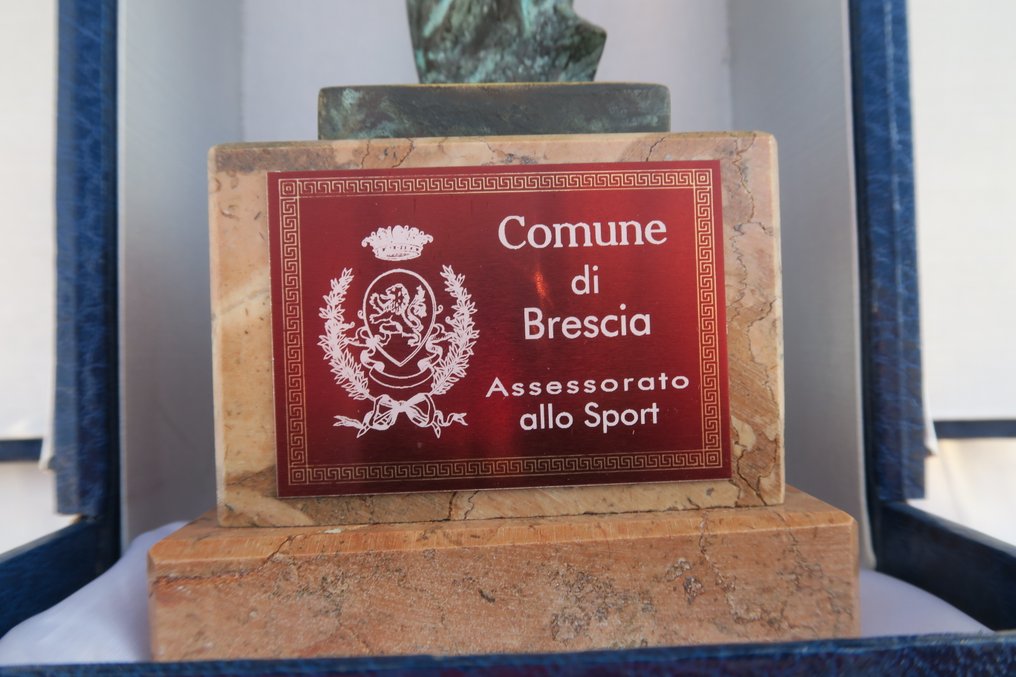 Comune
di
Brescia
Assessorato
allo Sport